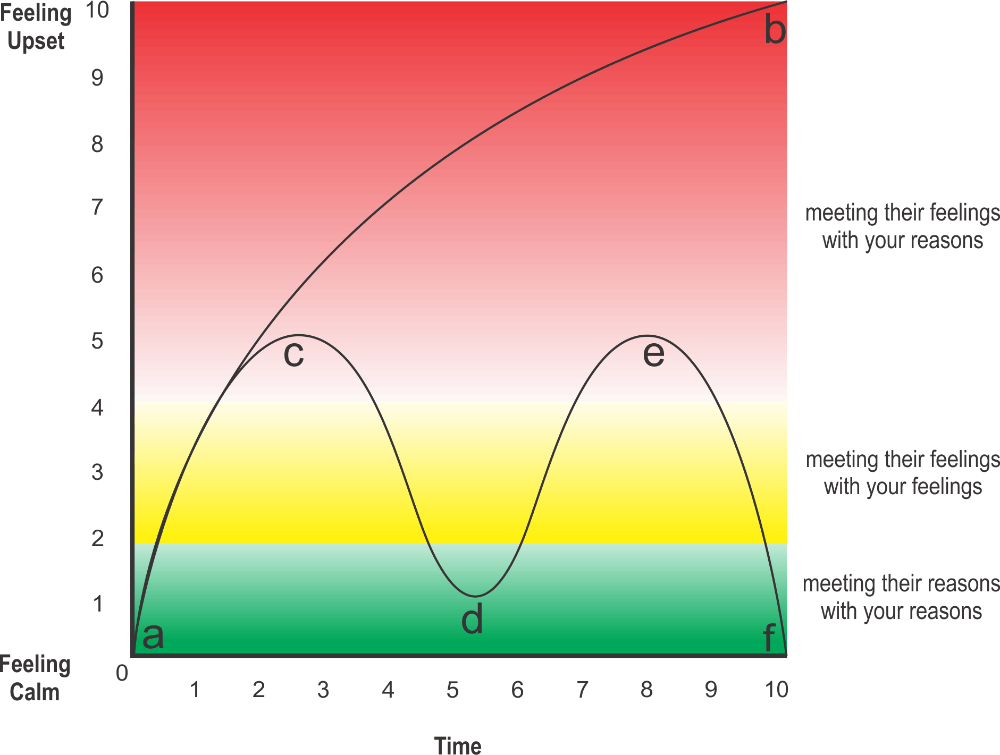 Feeling
Upset
10
9
8
7
6
5
4
3
2
1
b
c
e
d
a
f
meeting their feelings
with your reasons
meeting their feelings
with your feelings
meeting their reasons
with your reasons
Feeling
Calm
0
1 2 3 4 5 6 7 8 9 10
Time